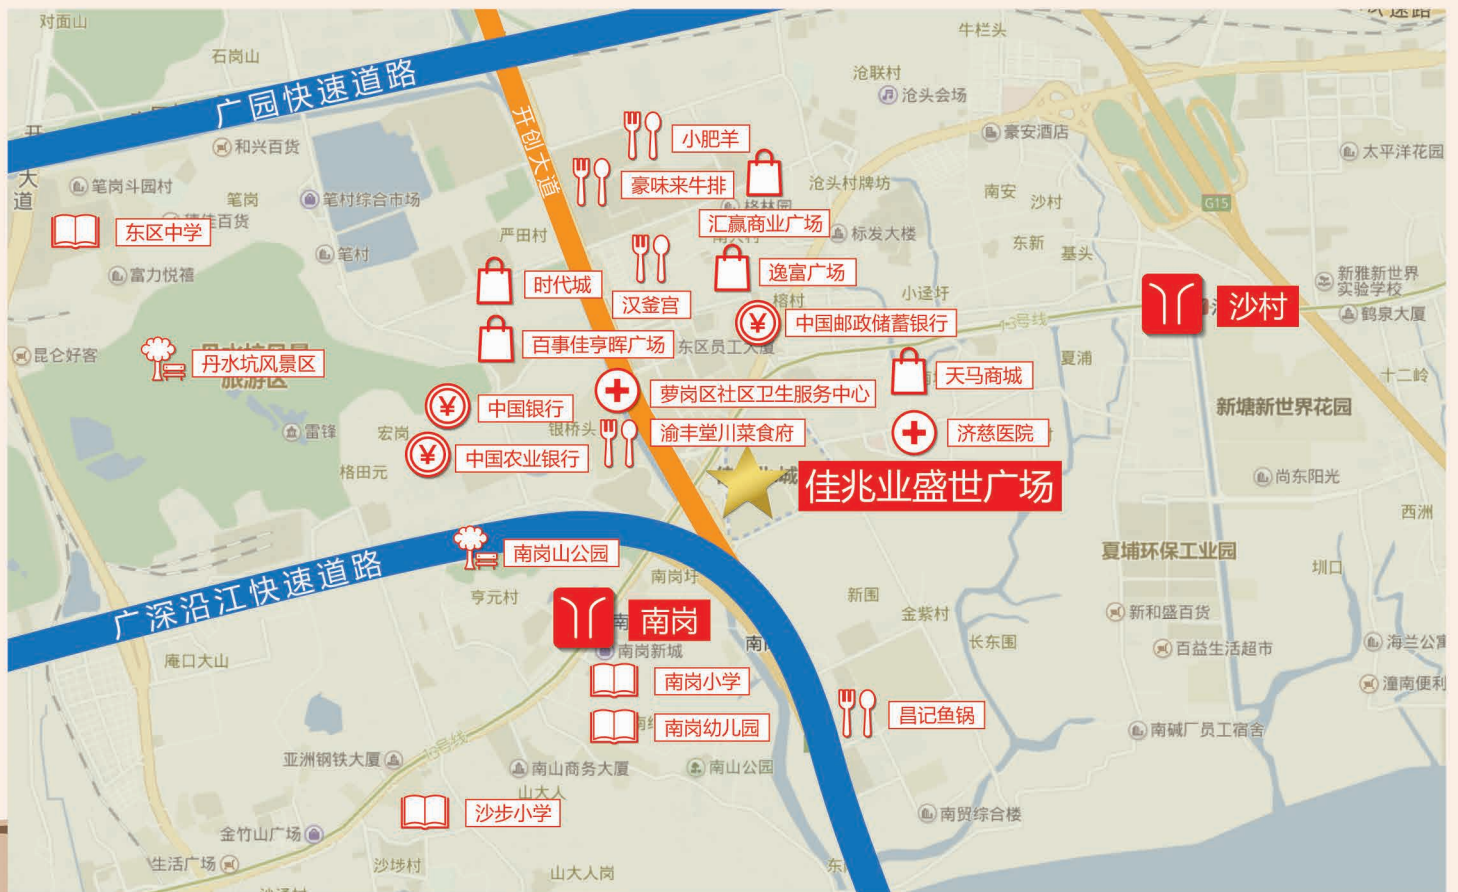 对面山
石岗山
牛栏头
沧联村
沧头会场
广园快速道路
开创大道
小肥羊
豪安酒店
太平洋花园
和兴百货
大
道
笔岗斗园村
笔岗
笔村综合市场
豪味来牛排
沧头村牌坊
南安
沙村
G15
东区中学
严田村
汇赢商业广场
标发大楼
东新
基头
笔村
富力悦禧
时代城
汉釜宫
逸富广场
榕村
小迳圩
新雅新世界
实验学校
鹤泉大厦
沙村
中国邮政储蓄银行
13号线
百事佳亨晖广场
东区员工大厦
夏浦
昆仑好客
丹水坑风景区
旅游区
天马商城
十二岭
中国银行
萝岗区社区卫生服务中心
新塘新世界花园
雷锋
宏岗
银桥头
渝丰堂川菜食府
济慈医院
中国农业银行
格田元
佳兆业盛世广场
尚东阳光
西洲
南岗山公园
夏埔环保工业园
圳口
广深沿江快速道路
南岗圩
亨元村
新围
金紫村
新和盛百货
南岗
长东围
百益生活超市
海兰公寓
南岗新城
庵口大山
南岗小学
潼南便利
昌记鱼锅
南岗幼儿园
南碱厂员工宿舍
13号线
亚洲钢铁大厦
南山商务大厦
南山公园
山大人
沙步小学
南贸综合楼
金竹山广场
生活广场
沙埗村
山大人岗